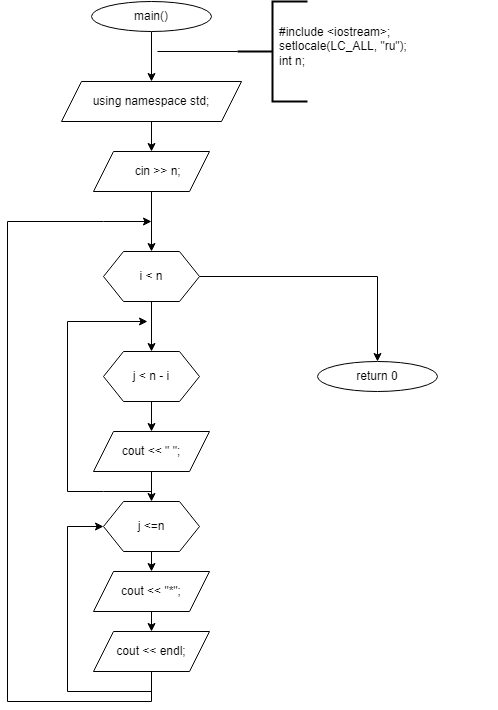 main()
#include <iostream>;
setlocale(LC_ALL, "ru");
int n;
using namespace std;
cin >> n;
i < n
j < n - i
return 0
cout << " ";
j <=n
cout << "*";
cout << endl;